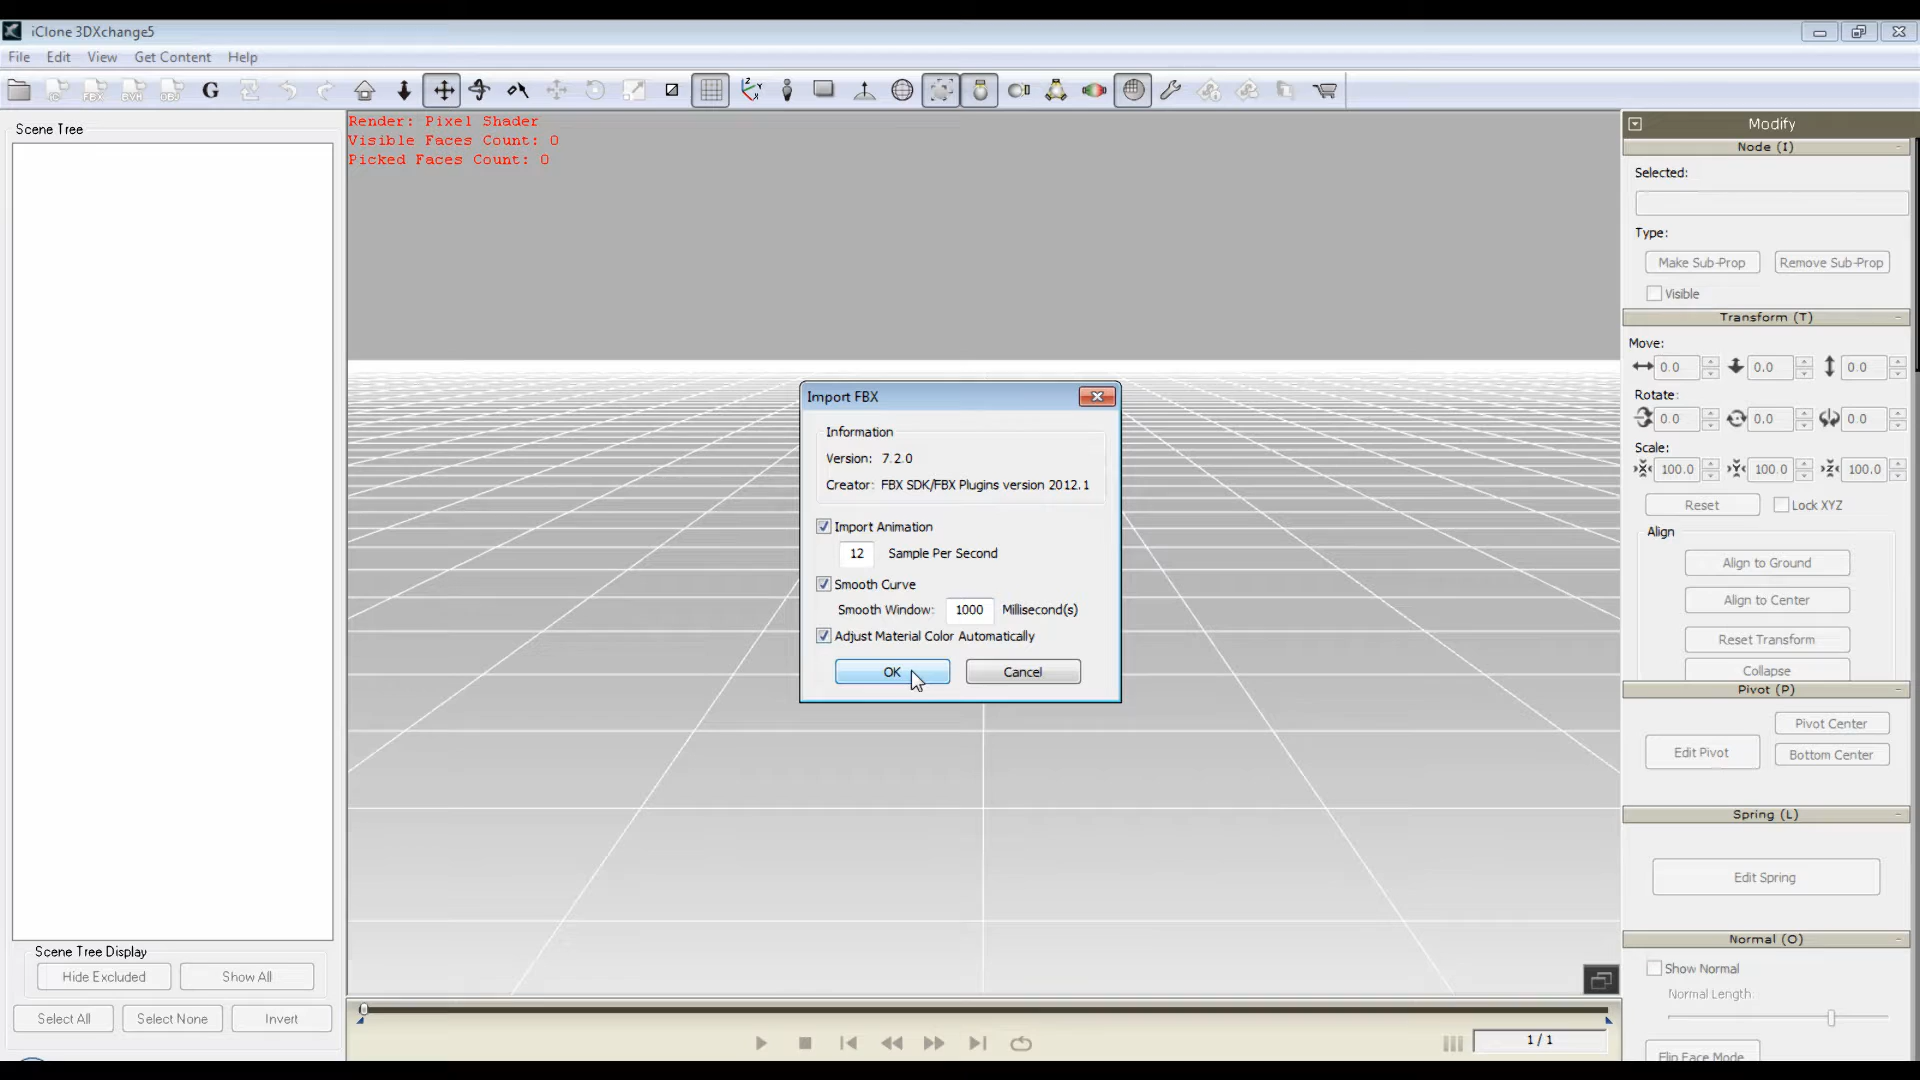 iClone 3DXchange5
File Edit View Get Content Help
FBX BVH OBJ G
Scene Tree
Render: Pixel Shader
Visible Faces Count: 0
Picked Faces Count: 0
Modify
Node (I)
Selected:
Type:
Make Sub-Prop Remove Sub-Prop
Visible
Transform (T)
Move:
0.0 0.0 0.0
Rotate:
0.0 0.0 0.0
Scale:
X 100.0 Y 100.0 Z 100.0
Reset Lock XYZ
Align
Align to Ground
Align to Center
Reset Transform
Collapse
Pivot (P)
Pivot Center
Edit Pivot
Bottom Center
Spring (L)
Edit Spring
Normal (O)
Show Normal
Normal Length:
Flip Face Mode
Import FBX
Information
Version: 7.2.0
Creator: FBX SDK/FBX Plugins version 2012.1
Import Animation
12 Sample Per Second
Smooth Curve
Smooth Window: 1000 Millisecond(s)
Adjust Material Color Automatically
OK Cancel
Scene Tree Display
Hide Excluded Show All
Select All Select None Invert
1 / 1